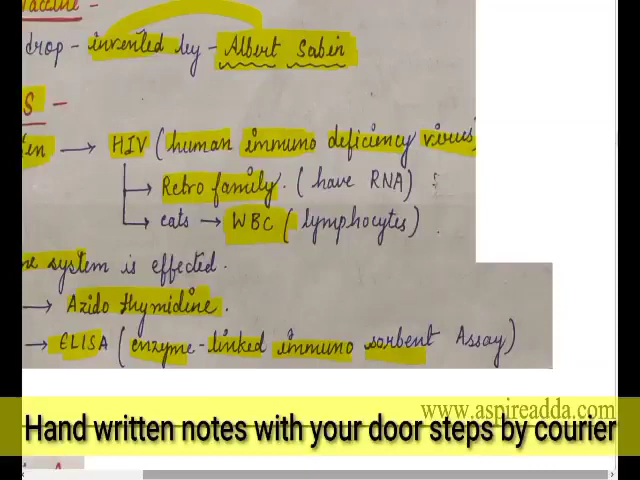 Vaccine -
drop - invented by - Albert Sabin
S -
→ HIV (human immuno deficiency virus
→ Retro family. (have RNA)
→ eats → WBC (lymphocytes)
system is effected.
→ Azido thymidine.
→ ELISA (enzyme-linked immuno sorbent Assay)
www.aspireadda.com
Hand written notes with your door steps by courier